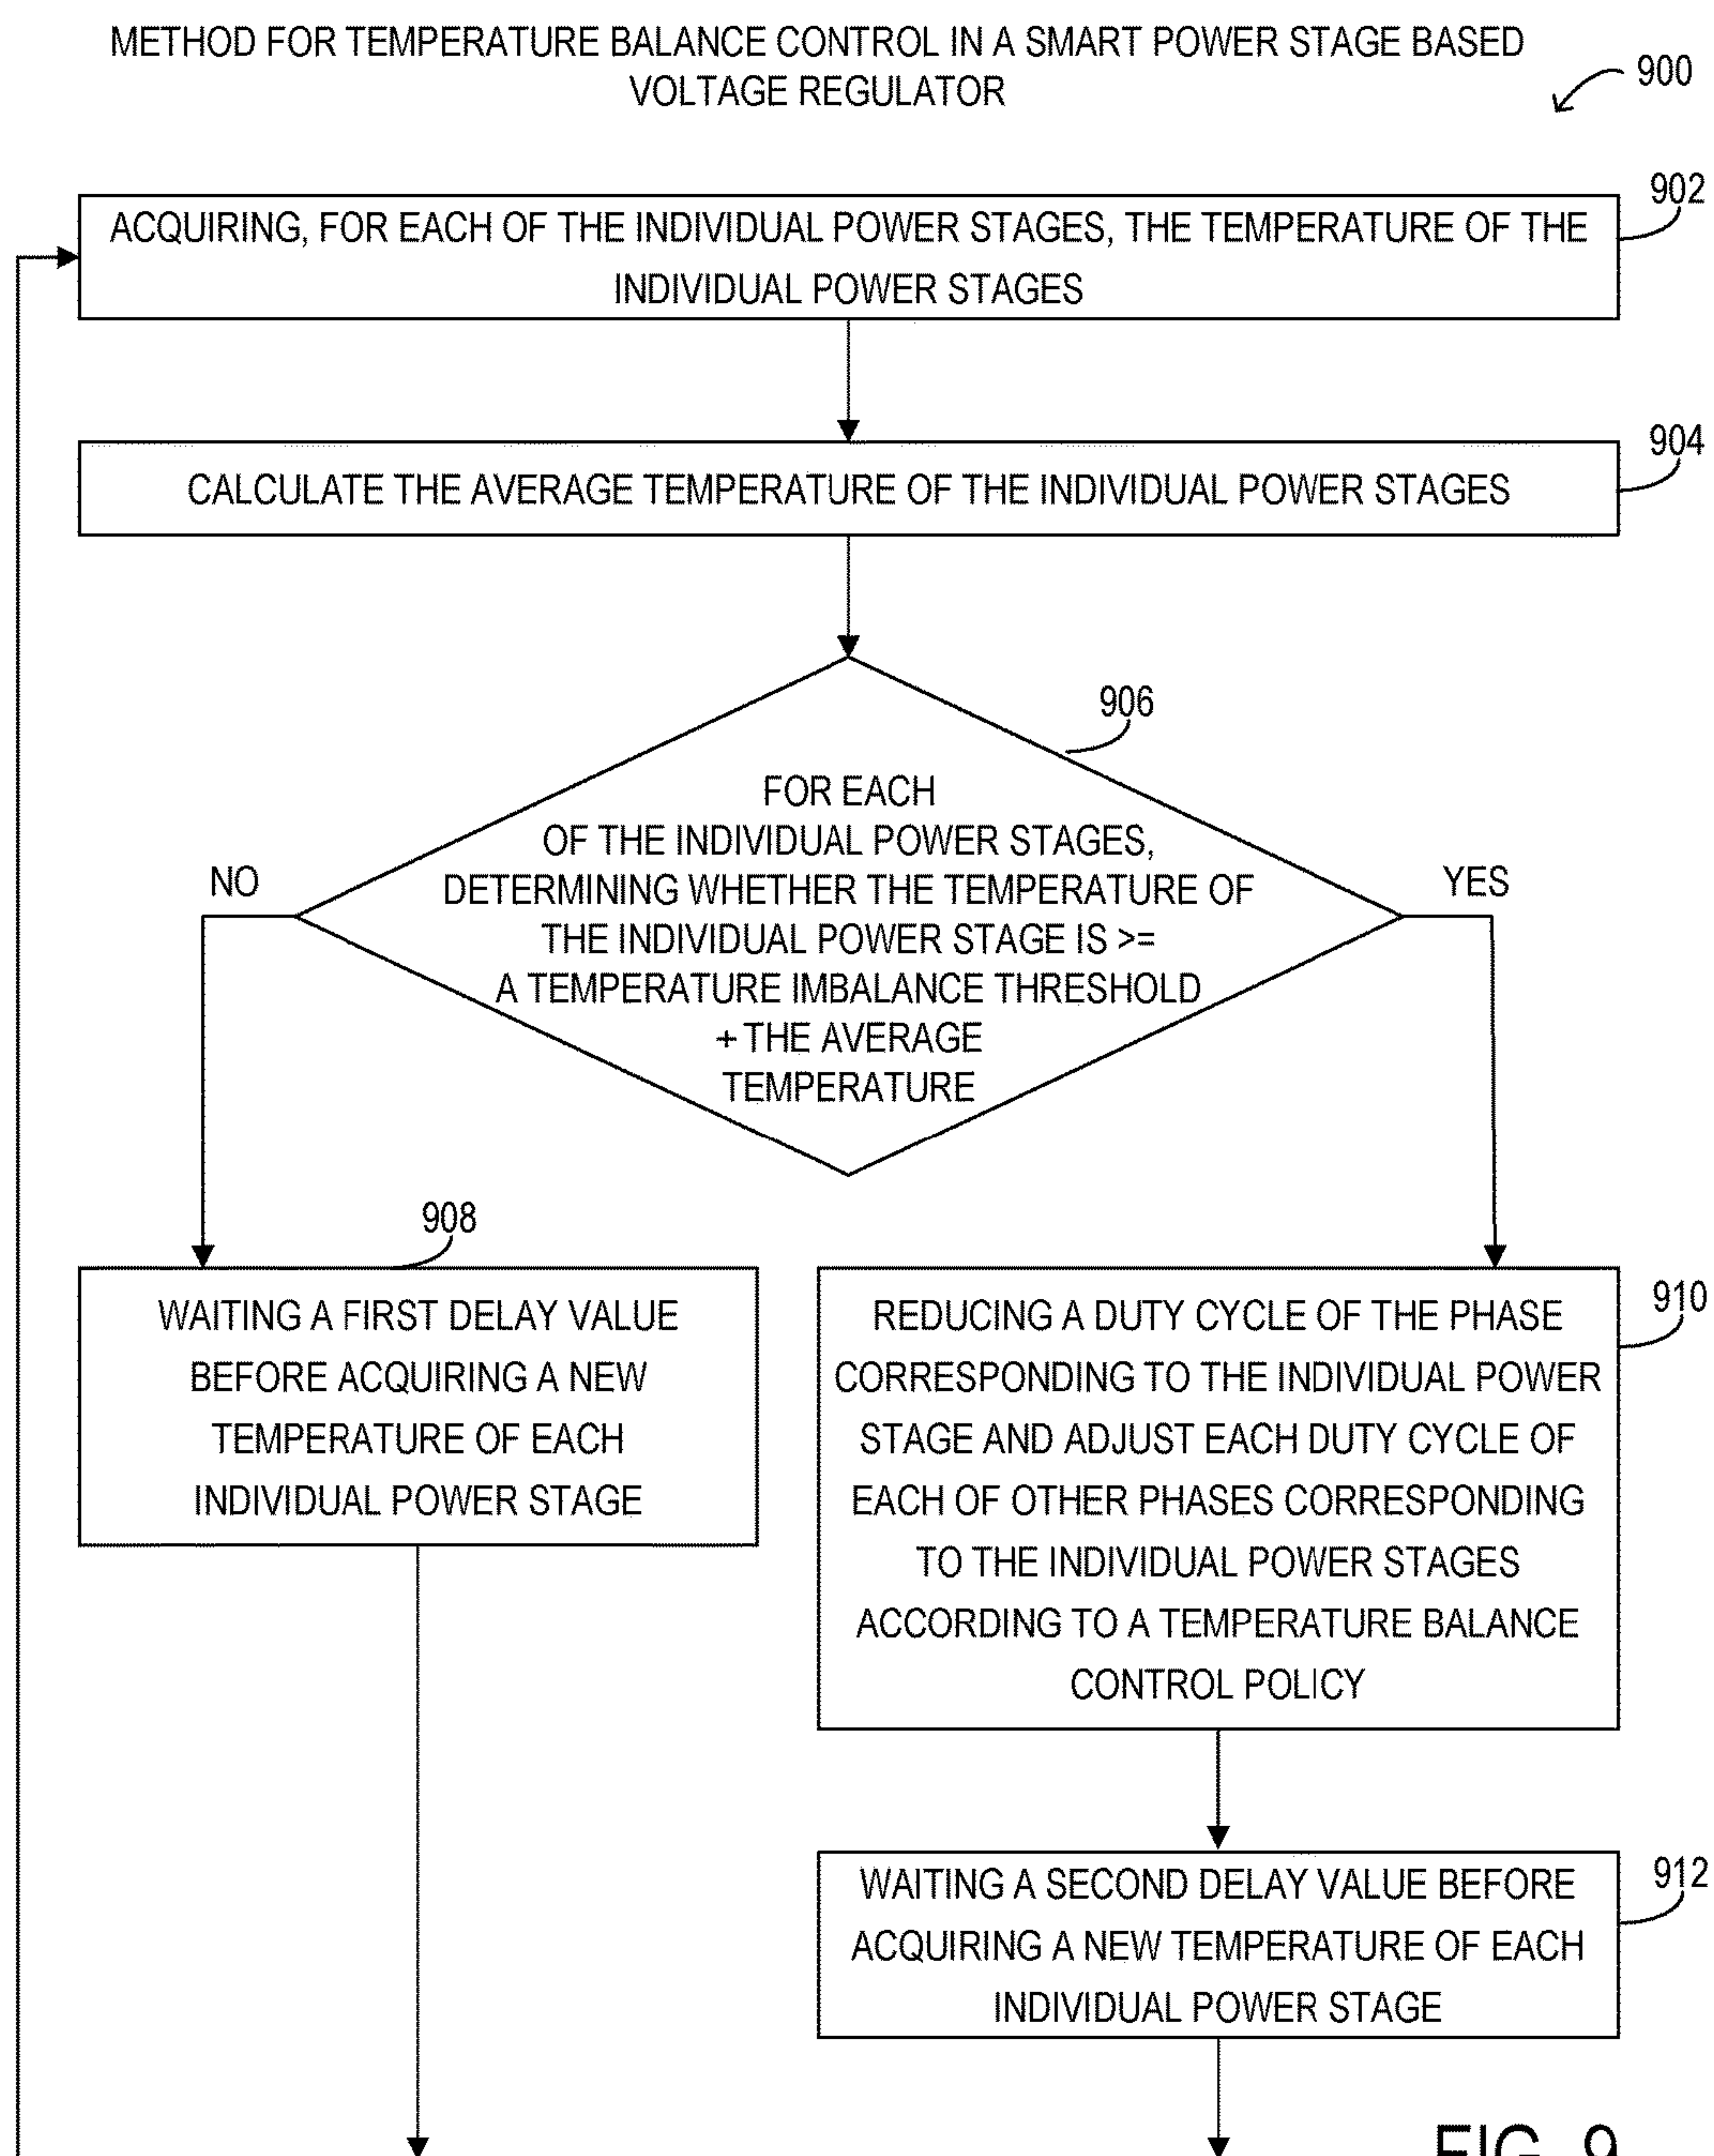 METHOD FOR TEMPERATURE BALANCE CONTROL IN A SMART POWER STAGE BASED
VOLTAGE REGULATOR
900
902
ACQUIRING, FOR EACH OF THE INDIVIDUAL POWER STAGES, THE TEMPERATURE OF THE
INDIVIDUAL POWER STAGES
904
CALCULATE THE AVERAGE TEMPERATURE OF THE INDIVIDUAL POWER STAGES
906
FOR EACH
OF THE INDIVIDUAL POWER STAGES,
DETERMINING WHETHER THE TEMPERATURE OF
THE INDIVIDUAL POWER STAGE IS >=
A TEMPERATURE IMBALANCE THRESHOLD
+ THE AVERAGE
TEMPERATURE
NO
YES
908
WAITING A FIRST DELAY VALUE
BEFORE ACQUIRING A NEW
TEMPERATURE OF EACH
INDIVIDUAL POWER STAGE
910
REDUCING A DUTY CYCLE OF THE PHASE
CORRESPONDING TO THE INDIVIDUAL POWER
STAGE AND ADJUST EACH DUTY CYCLE OF
EACH OF OTHER PHASES CORRESPONDING
TO THE INDIVIDUAL POWER STAGES
ACCORDING TO A TEMPERATURE BALANCE
CONTROL POLICY
912
WAITING A SECOND DELAY VALUE BEFORE
ACQUIRING A NEW TEMPERATURE OF EACH
INDIVIDUAL POWER STAGE
FIG. 9